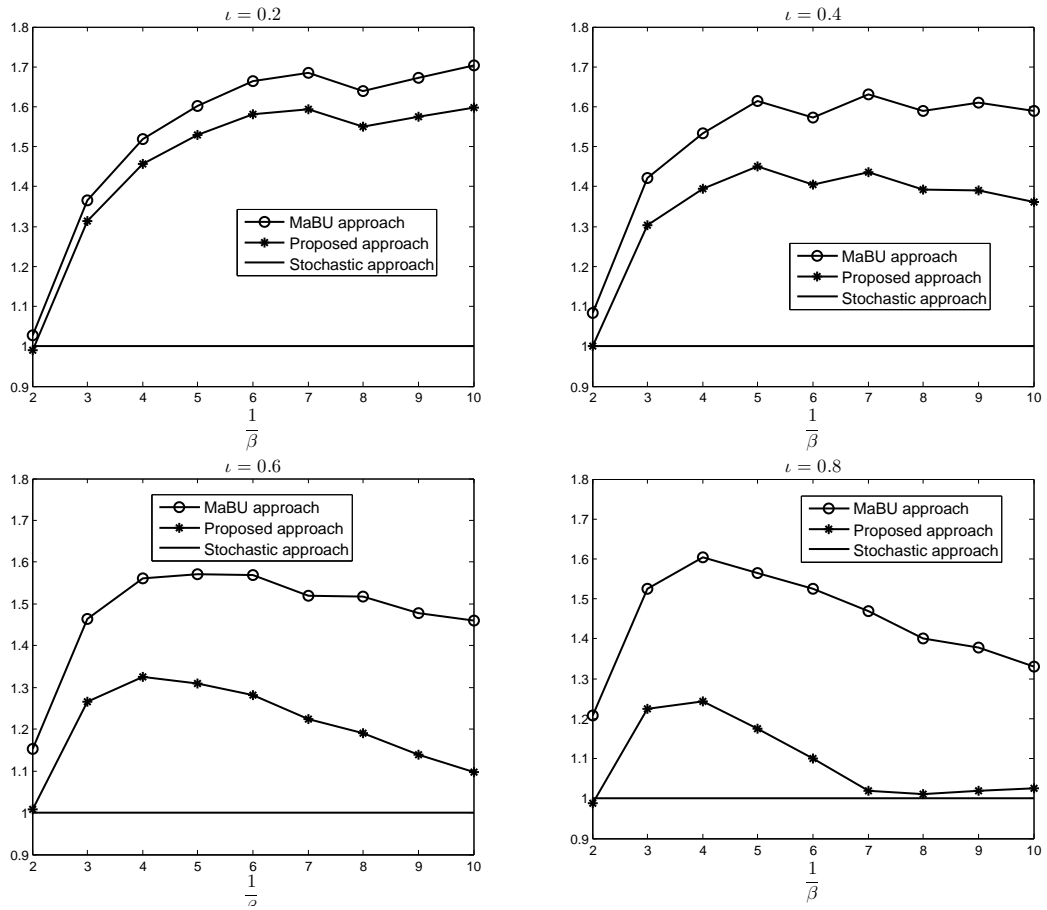 ι = 0.2
1.8
1.7
1.6
1.5
1.4
1.3
1.2
1.1
1
0.9
MaBU approach
Proposed approach
Stochastic approach
2 3 4 5 6 7 8 9 10
1
β
ι = 0.4
1.8
1.7
1.6
1.5
1.4
1.3
1.2
1.1
1
0.9
MaBU approach
Proposed approach
Stochastic approach
2 3 4 5 6 7 8 9 10
1
β
ι = 0.6
1.8
1.7
1.6
1.5
1.4
1.3
1.2
1.1
1
0.9
MaBU approach
Proposed approach
Stochastic approach
2 3 4 5 6 7 8 9 10
1
β
ι = 0.8
1.8
1.7
1.6
1.5
1.4
1.3
1.2
1.1
1
0.9
MaBU approach
Proposed approach
Stochastic approach
2 3 4 5 6 7 8 9 10
1
β